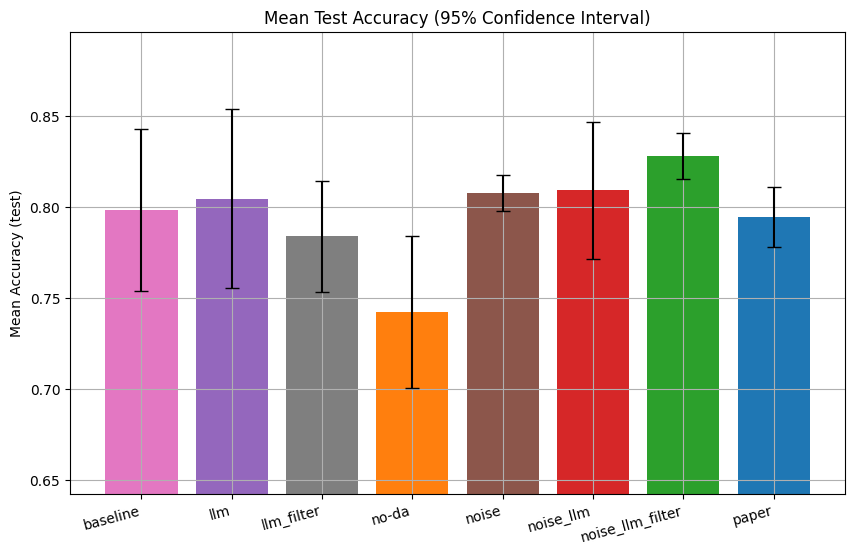 Mean Test Accuracy (95% Confidence Interval)
Mean Accuracy (test)
0.85
0.80
0.75
0.70
0.65
baseline
llm
llm_filter
no-da
noise
noise_llm
noise_llm_filter
paper